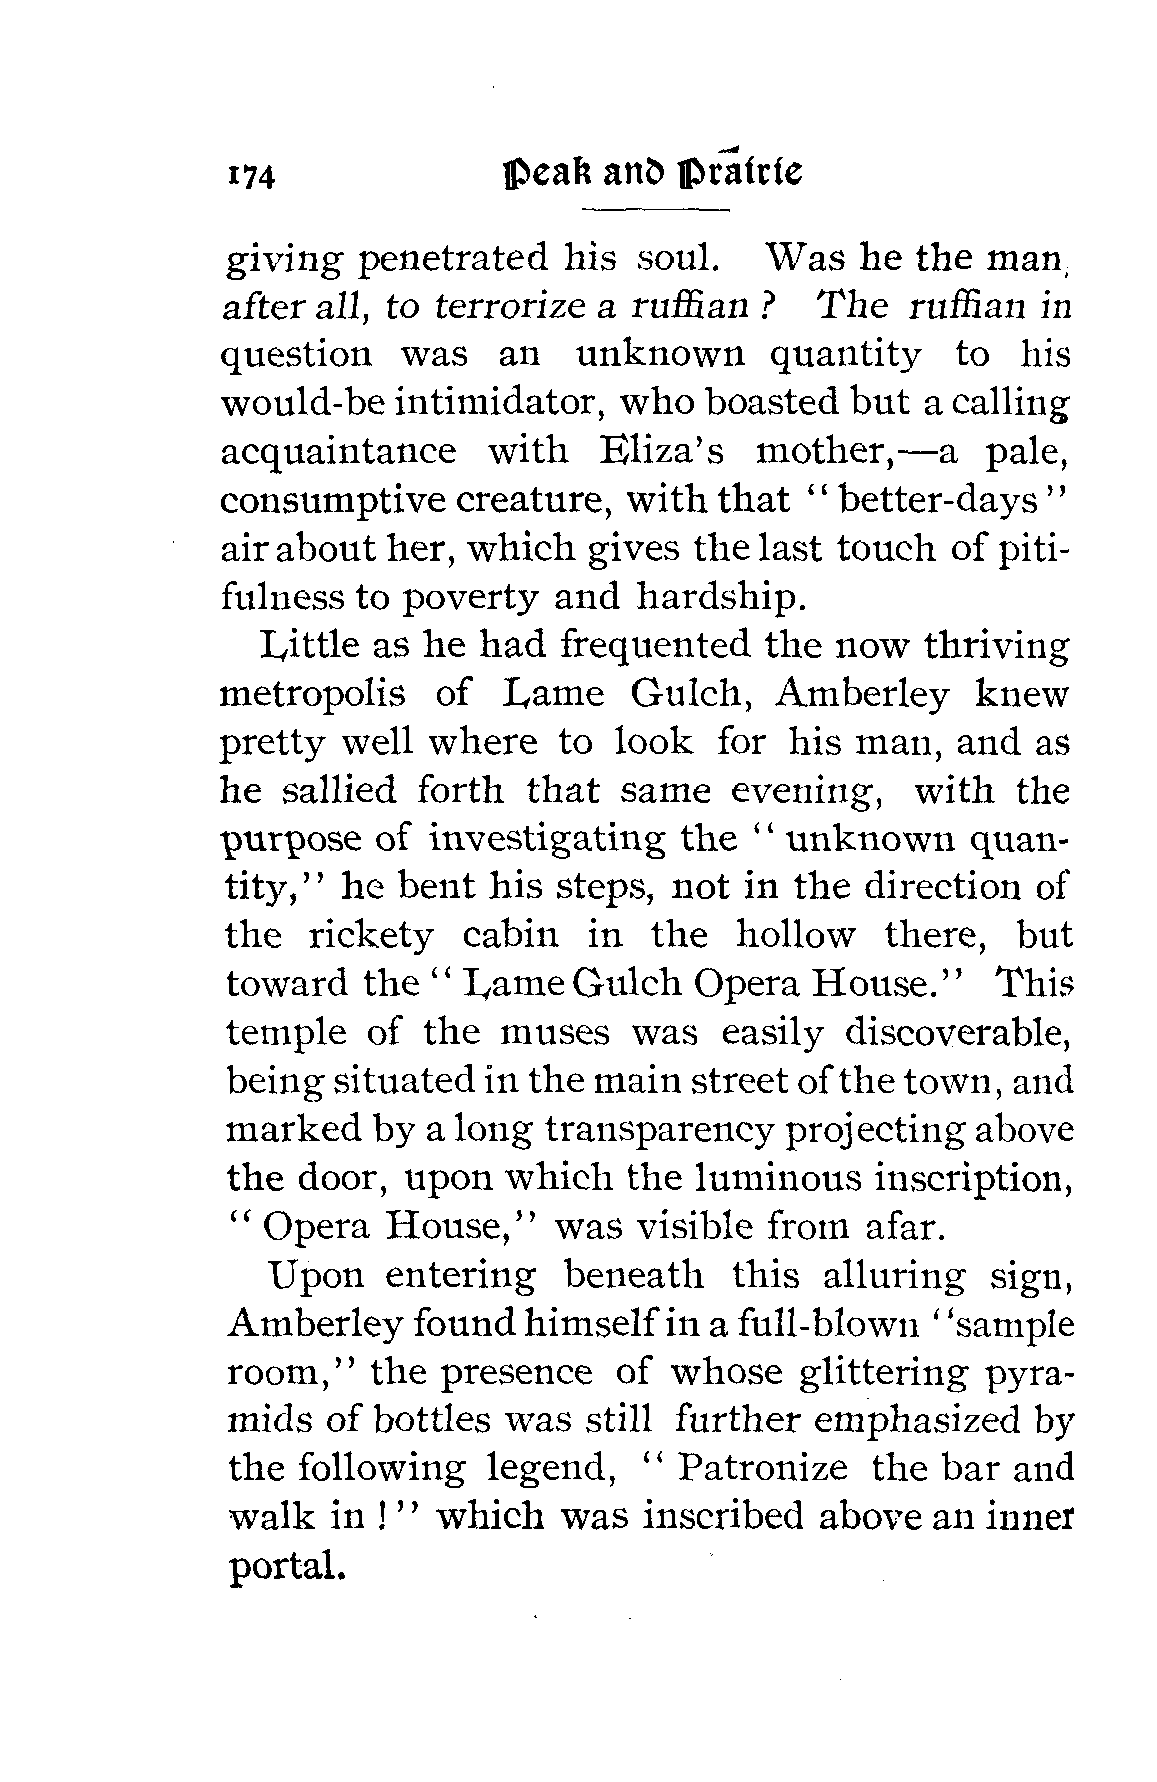 174 Peak and Prairie
giving penetrated his soul. Was he the man,
after all, to terrorize a ruffian? The ruffian in
question was an unknown quantity to his
would-be intimidator, who boasted but a calling
acquaintance with Eliza's mother,—a pale,
consumptive creature, with that "better-days"
air about her, which gives the last touch of piti-
fulness to poverty and hardship.
Little as he had frequented the now thriving
metropolis of Lame Gulch, Amberley knew
pretty well where to look for his man, and as
he sallied forth that same evening, with the
purpose of investigating the "unknown quan-
tity," he bent his steps, not in the direction of
the rickety cabin in the hollow there, but
toward the "Lame Gulch Opera House." This
temple of the muses was easily discoverable,
being situated in the main street of the town, and
marked by a long transparency projecting above
the door, upon which the luminous inscription,
"Opera House," was visible from afar.
Upon entering beneath this alluring sign,
Amberley found himself in a full-blown "sample
room," the presence of whose glittering pyra-
mids of bottles was still further emphasized by
the following legend, "Patronize the bar and
walk in!" which was inscribed above an inner
portal.